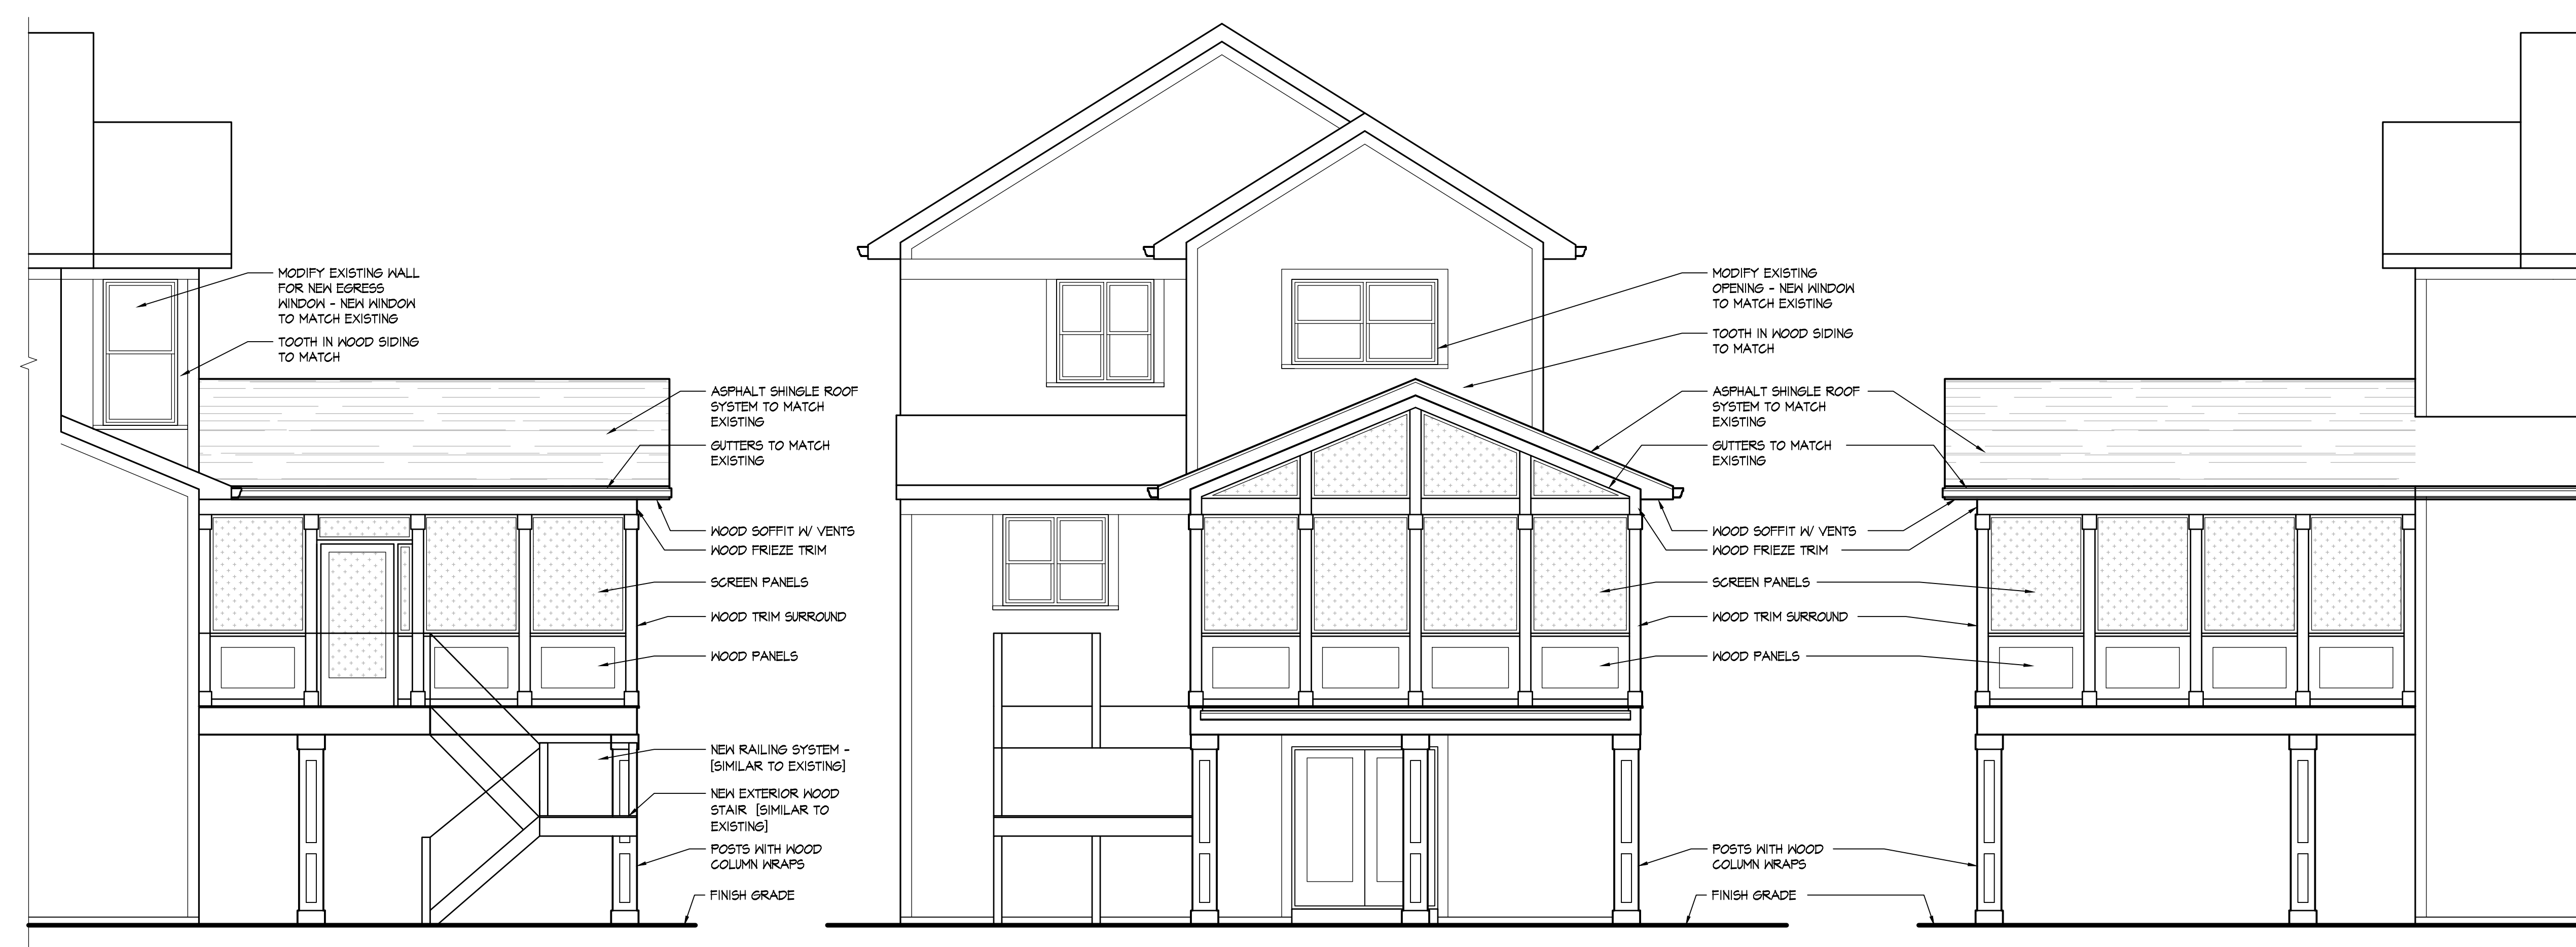 MODIFY EXISTING WALL
FOR NEW EGRESS
WINDOW - NEW WINDOW
TO MATCH EXISTING
TOOTH IN WOOD SIDING
TO MATCH
ASPHALT SHINGLE ROOF
SYSTEM TO MATCH
EXISTING
GUTTERS TO MATCH
EXISTING
WOOD SOFFIT W/ VENTS
WOOD FRIEZE TRIM
SCREEN PANELS
WOOD TRIM SURROUND
WOOD PANELS
NEW RAILING SYSTEM -
[SIMILAR TO EXISTING]
NEW EXTERIOR WOOD
STAIR [SIMILAR TO
EXISTING]
POSTS WITH WOOD
COLUMN WRAPS
FINISH GRADE
MODIFY EXISTING
OPENING - NEW WINDOW
TO MATCH EXISTING
TOOTH IN WOOD SIDING
TO MATCH
ASPHALT SHINGLE ROOF
SYSTEM TO MATCH
EXISTING
GUTTERS TO MATCH
EXISTING
WOOD SOFFIT W/ VENTS
WOOD FRIEZE TRIM
SCREEN PANELS
WOOD TRIM SURROUND
WOOD PANELS
POSTS WITH WOOD
COLUMN WRAPS
FINISH GRADE